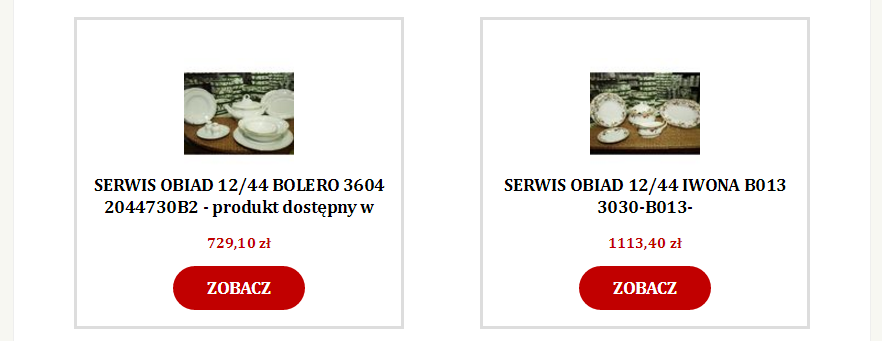 SERWIS OBIAD 12/44 BOLERO 3604
2044730B2 - produkt dostępny w
729,10 zł
ZOBACZ
SERWIS OBIAD 12/44 IWONA B013
3030-B013-
1113,40 zł
ZOBACZ